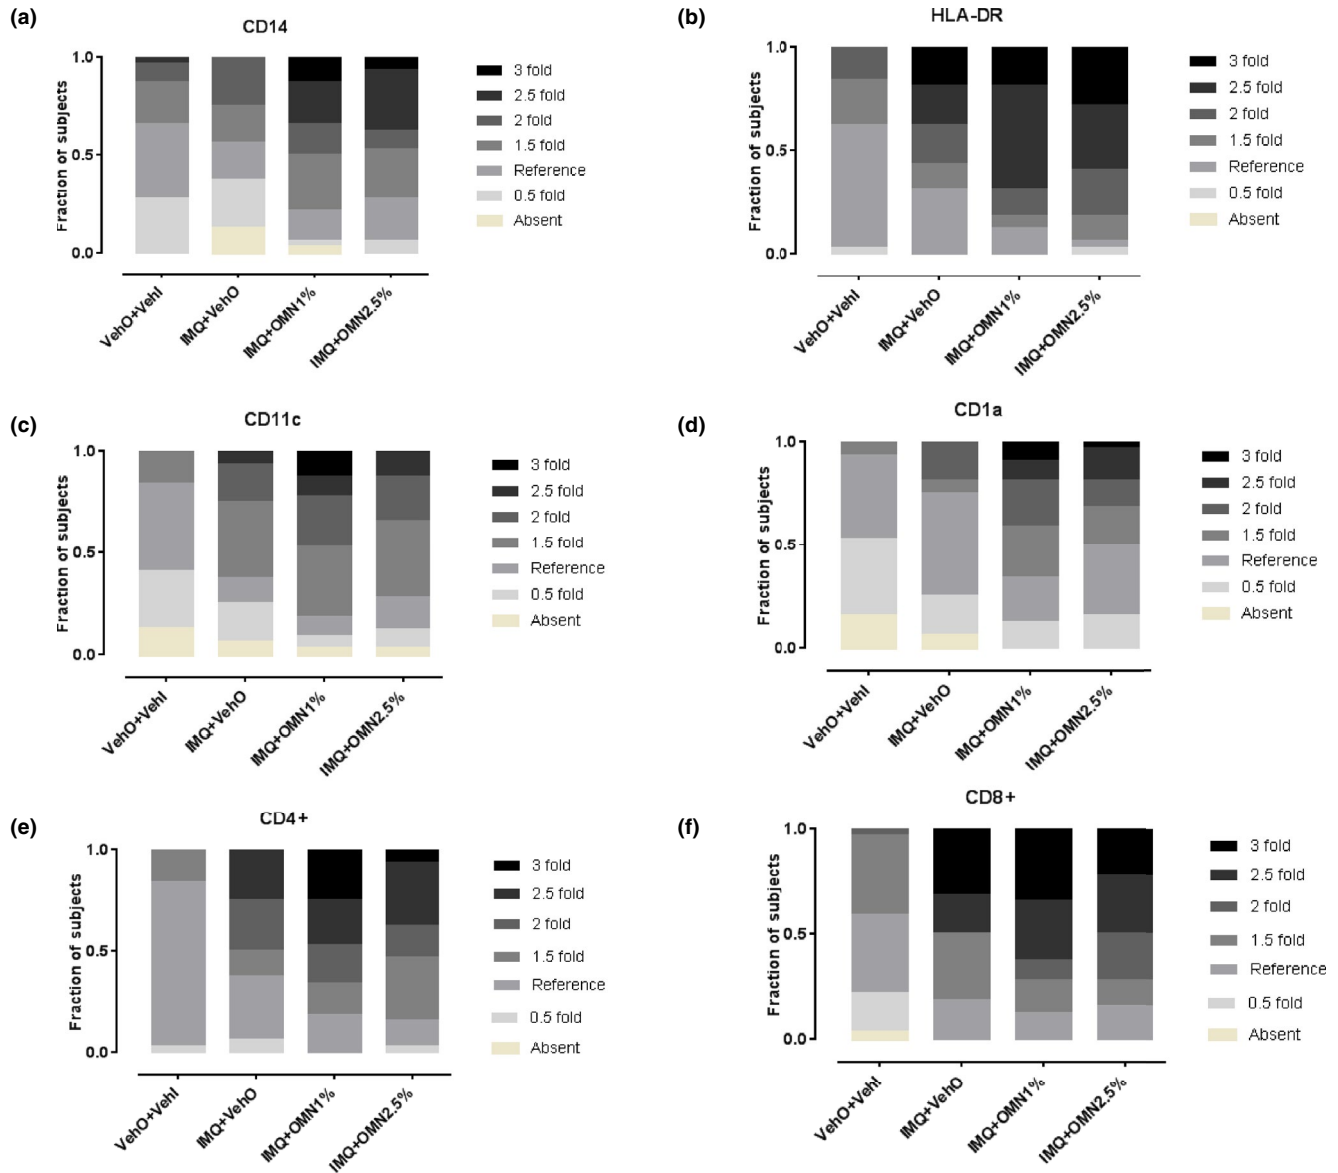 (a)
CD14
Fraction of subjects
1.0
0.5
0.0
3 fold
2.5 fold
2 fold
1.5 fold
Reference
0.5 fold
Absent
VehO+VehI
IMQ+VehO
IMQ+OMN1%
IMQ+OMN2.5%
(b)
HLA-DR
Fraction of subjects
1.0
0.5
0.0
3 fold
2.5 fold
2 fold
1.5 fold
Reference
0.5 fold
Absent
VehO+VehI
IMQ+VehO
IMQ+OMN1%
IMQ+OMN2.5%
(c)
CD11c
Fraction of subjects
1.0
0.5
0.0
3 fold
2.5 fold
2 fold
1.5 fold
Reference
0.5 fold
Absent
VehO+VehI
IMQ+VehO
IMQ+OMN1%
IMQ+OMN2.5%
(d)
CD1a
Fraction of subjects
1.0
0.5
0.0
3 fold
2.5 fold
2 fold
1.5 fold
Reference
0.5 fold
Absent
VehO+VehI
IMQ+VehO
IMQ+OMN1%
IMQ+OMN2.5%
(e)
CD4+
Fraction of subjects
1.0
0.5
0.0
3 fold
2.5 fold
2 fold
1.5 fold
Reference
0.5 fold
Absent
VehO+VehI
IMQ+VehO
IMQ+OMN1%
IMQ+OMN2.5%
(f)
CD8+
Fraction of subjects
1.0
0.5
0.0
3 fold
2.5 fold
2 fold
1.5 fold
Reference
0.5 fold
Absent
VehO+VehI
IMQ+VehO
IMQ+OMN1%
IMQ+OMN2.5%